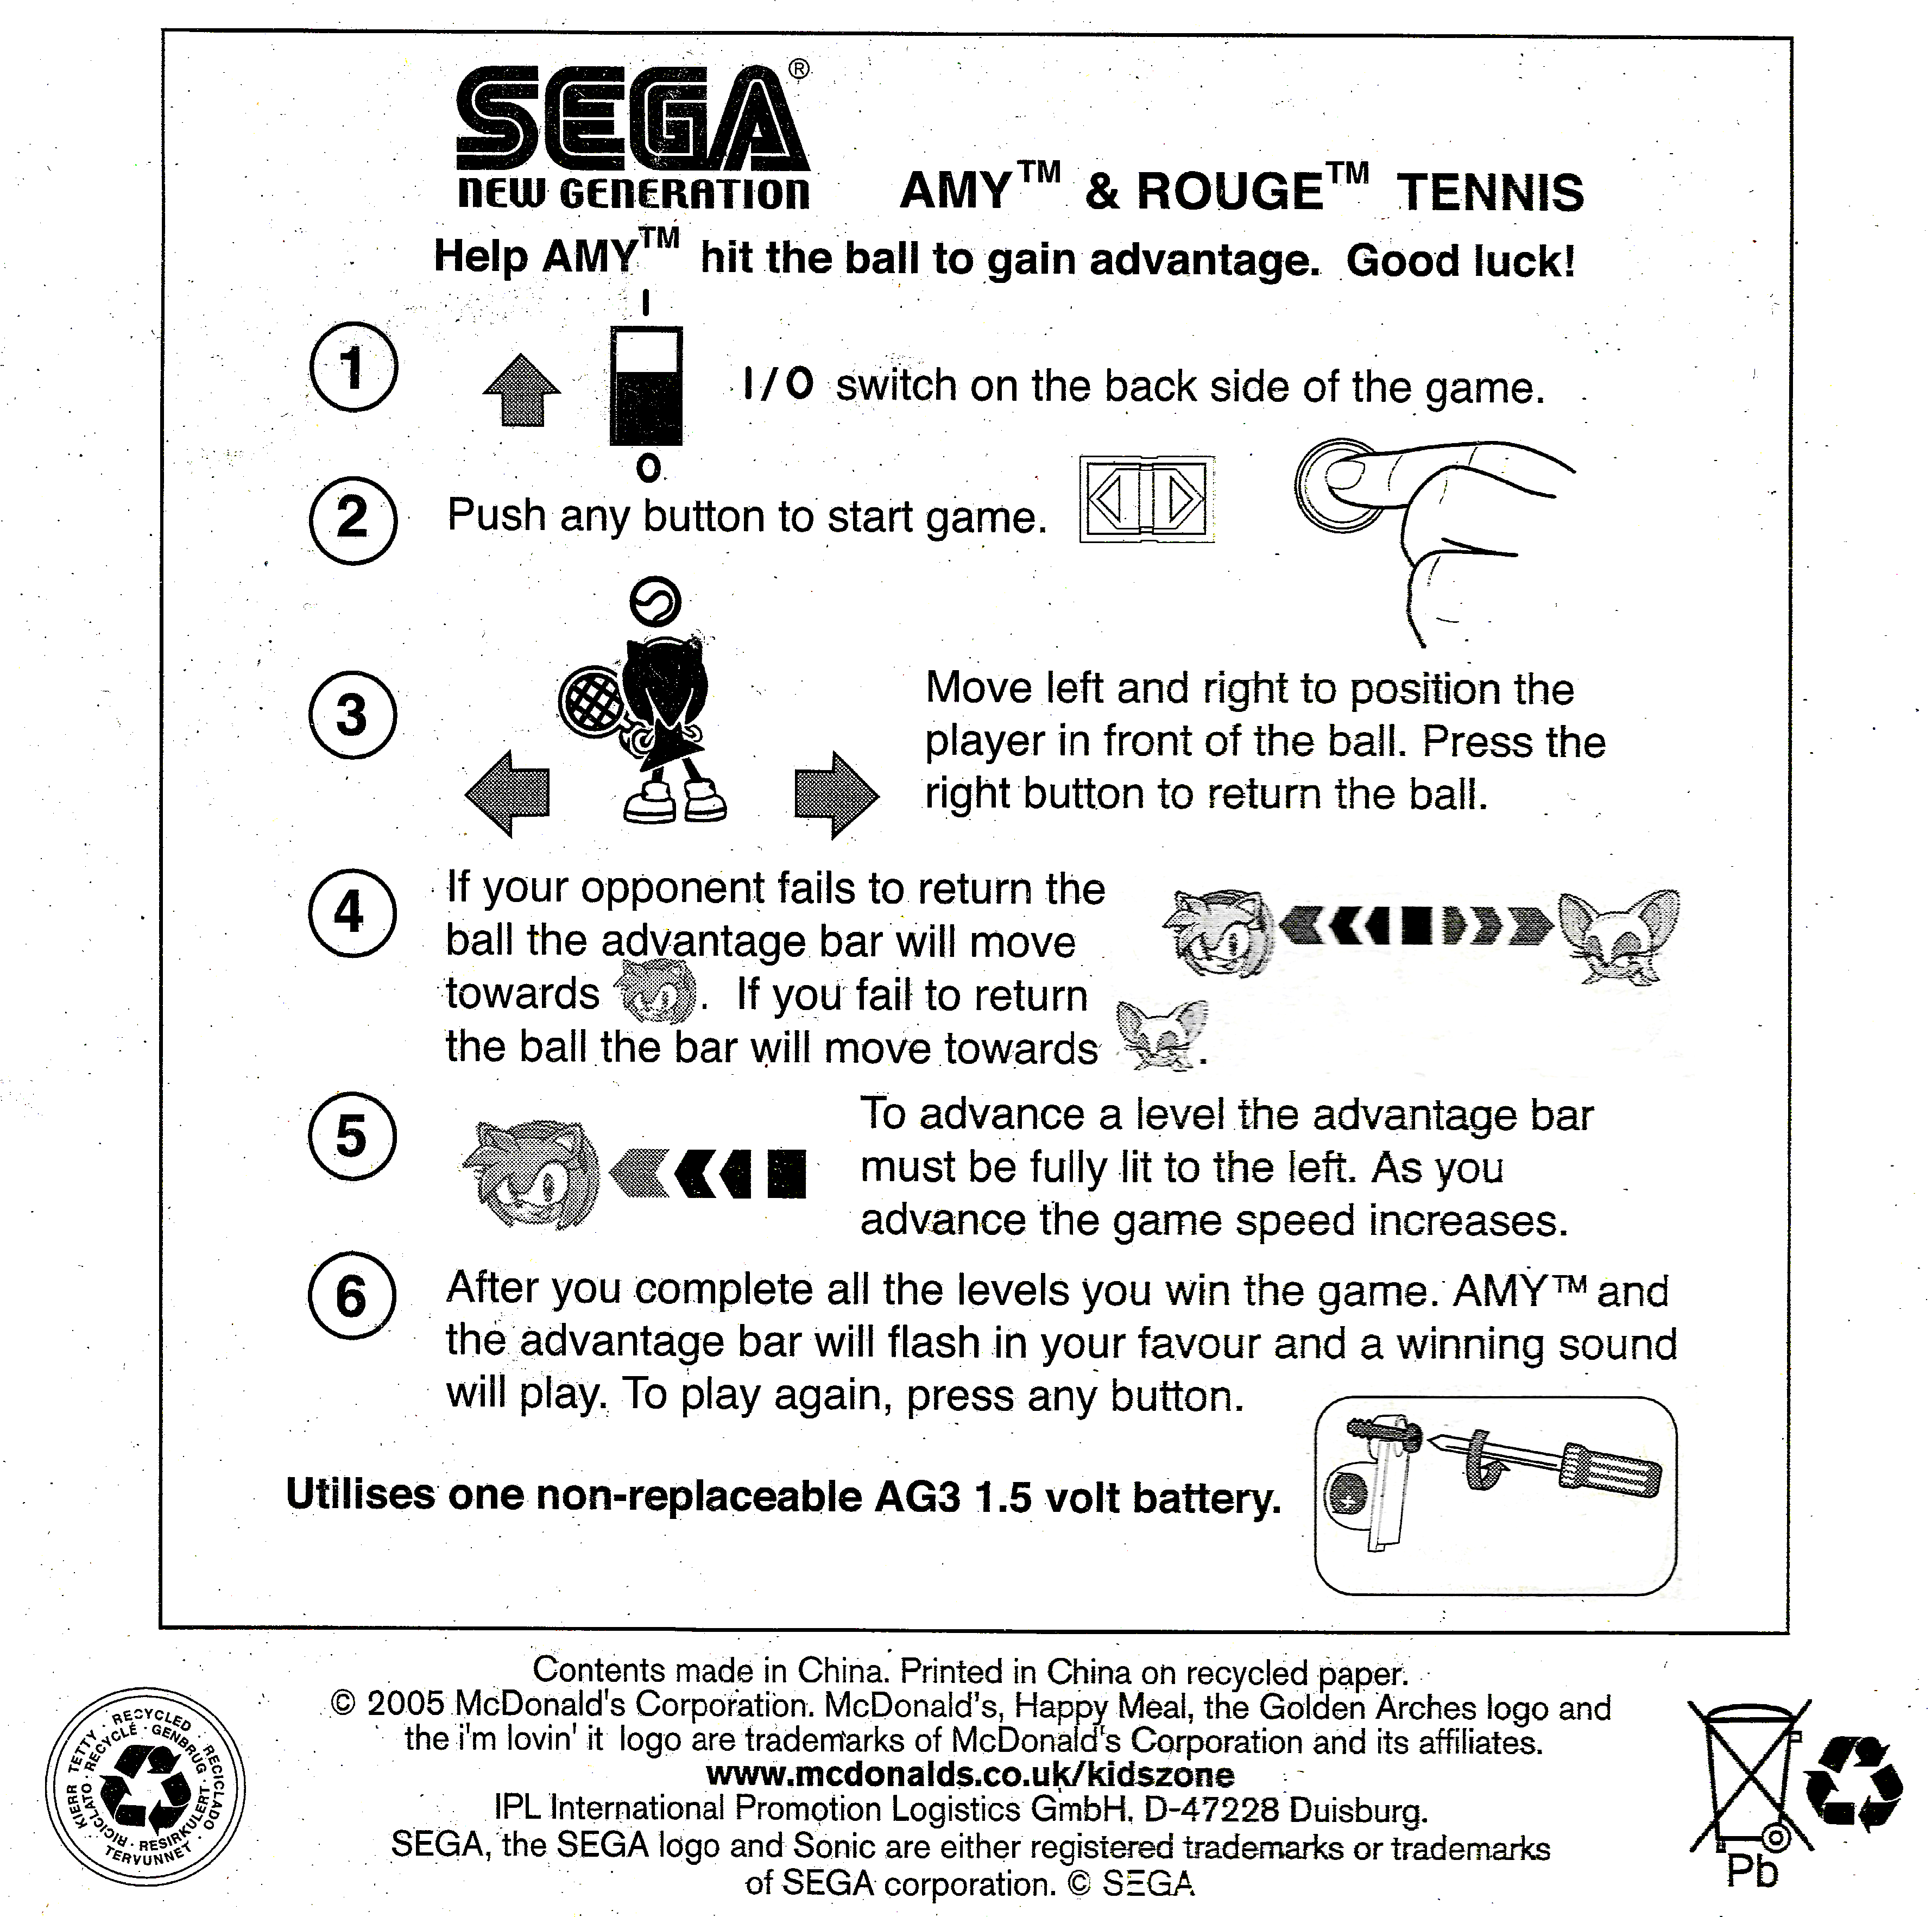 SEGA®
NEW GENERATION
AMY™ & ROUGE™ TENNIS
Help AMY™ hit the ball to gain advantage. Good luck!
I
1
I/O switch on the back side of the game.
O
2
Push any button to start game.
3
Move left and right to position the
player in front of the ball. Press the
right button to return the ball.
4
If your opponent fails to return the
ball the advantage bar will move
towards . If you fail to return
the ball the bar will move towards .
5
To advance a level the advantage bar
must be fully lit to the left. As you
advance the game speed increases.
6
After you complete all the levels you win the game. AMY™ and
the advantage bar will flash in your favour and a winning sound
will play. To play again, press any button.
Utilises one non-replaceable AG3 1.5 volt battery.
+
Contents made in China. Printed in China on recycled paper.
© 2005 McDonald's Corporation. McDonald's, Happy Meal, the Golden Arches logo and
the i'm lovin' it logo are trademarks of McDonald's Corporation and its affiliates.
www.mcdonalds.co.uk/kidszone
IPL International Promotion Logistics GmbH. D-47228 Duisburg.
SEGA, the SEGA logo and Sonic are either registered trademarks or trademarks
of SEGA corporation. © SEGA
KIERRÄTETTY · RECYCLED · RECICLADO
RICICLATO · RECYCLÉ · GENBRUG · RESIRKULERT · TERVUNNET
Pb